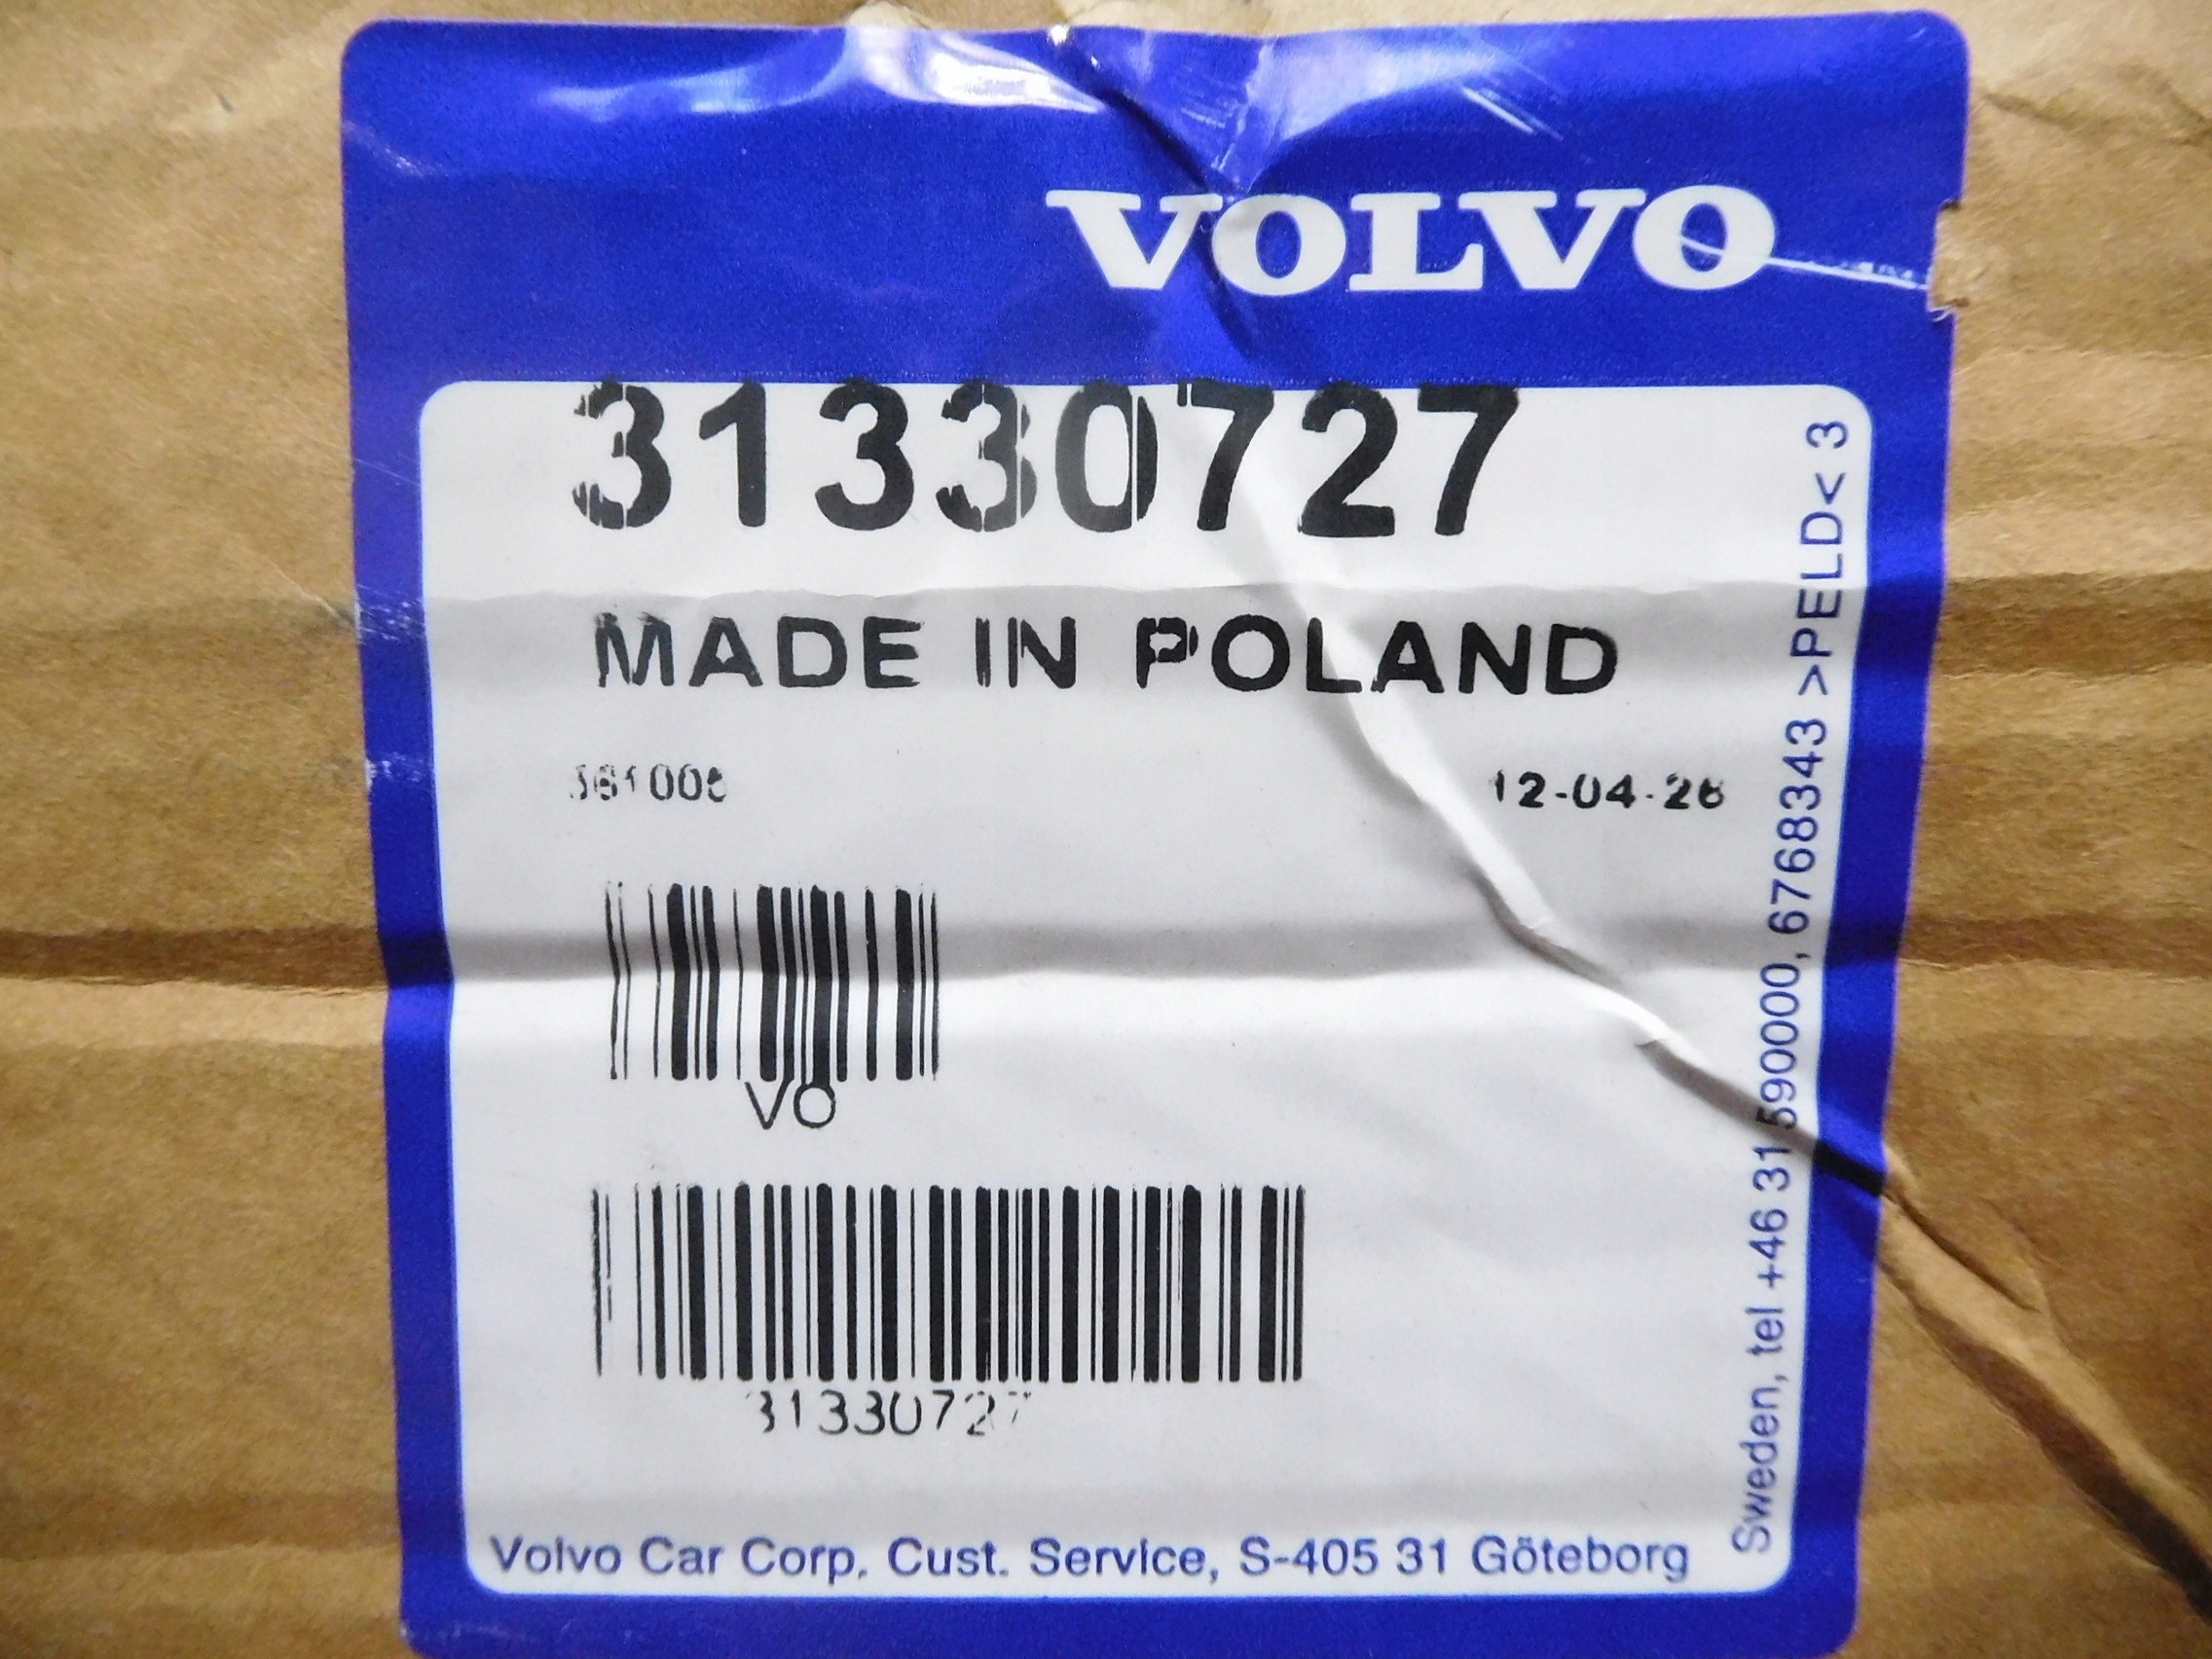 VOLVO
31330727
MADE IN POLAND
12-04-26
VO
31330727
Volvo Car Corp. Cust. Service, S-405 31 Göteborg
Sweden, tel +46 31 590000, 6768343 >PELD< 3